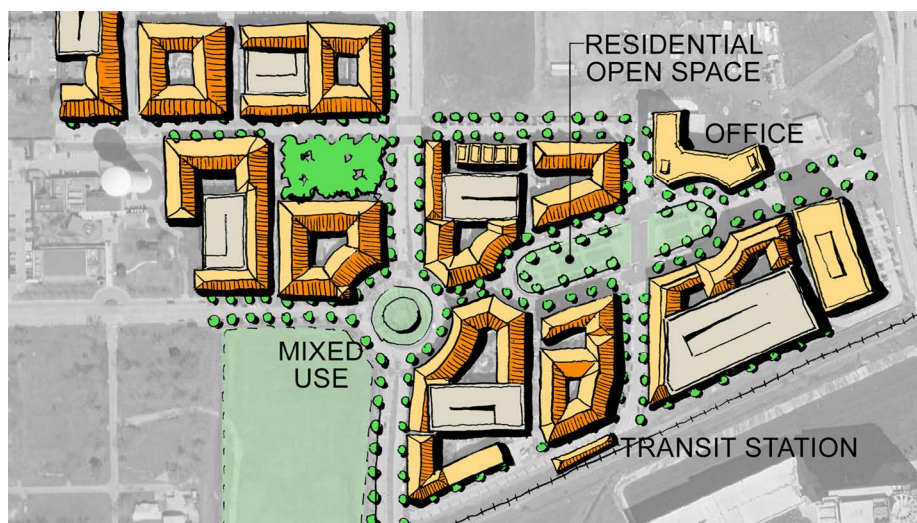 RESIDENTIAL
OPEN SPACE
OFFICE
MIXED
USE
TRANSIT STATION